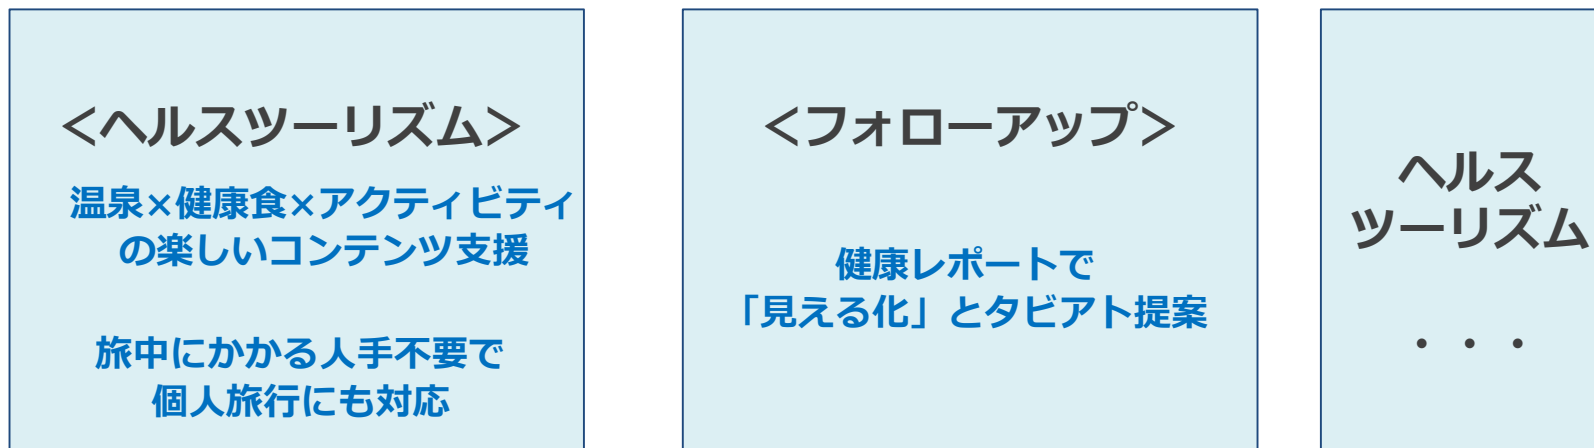 ＜ヘルスツーリズム＞
温泉×健康食×アクティビティ
の楽しいコンテンツ支援
旅中にかかる人手不要で
個人旅行にも対応
＜フォローアップ＞
健康レポートで
「見える化」とタビアト提案
ヘルス
ツーリズム
・・・